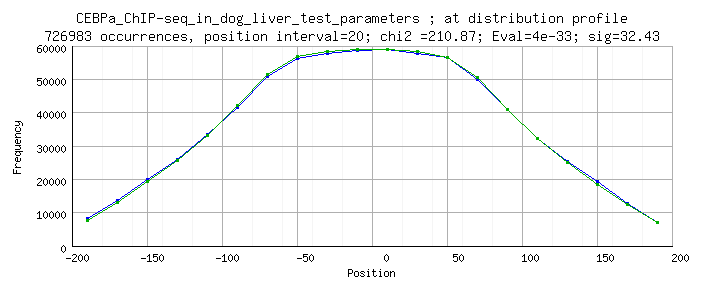 CEBPa_ChIP-seq_in_dog_liver_test_parameters ; at distribution profile
726983 occurrences, position interval=20; chi2 =210.87; Eval=4e-33; sig=32.43
60000
50000
40000
30000
20000
10000
0
Frequency
-200 -150 -100 -50 0 50 100 150 200
Position